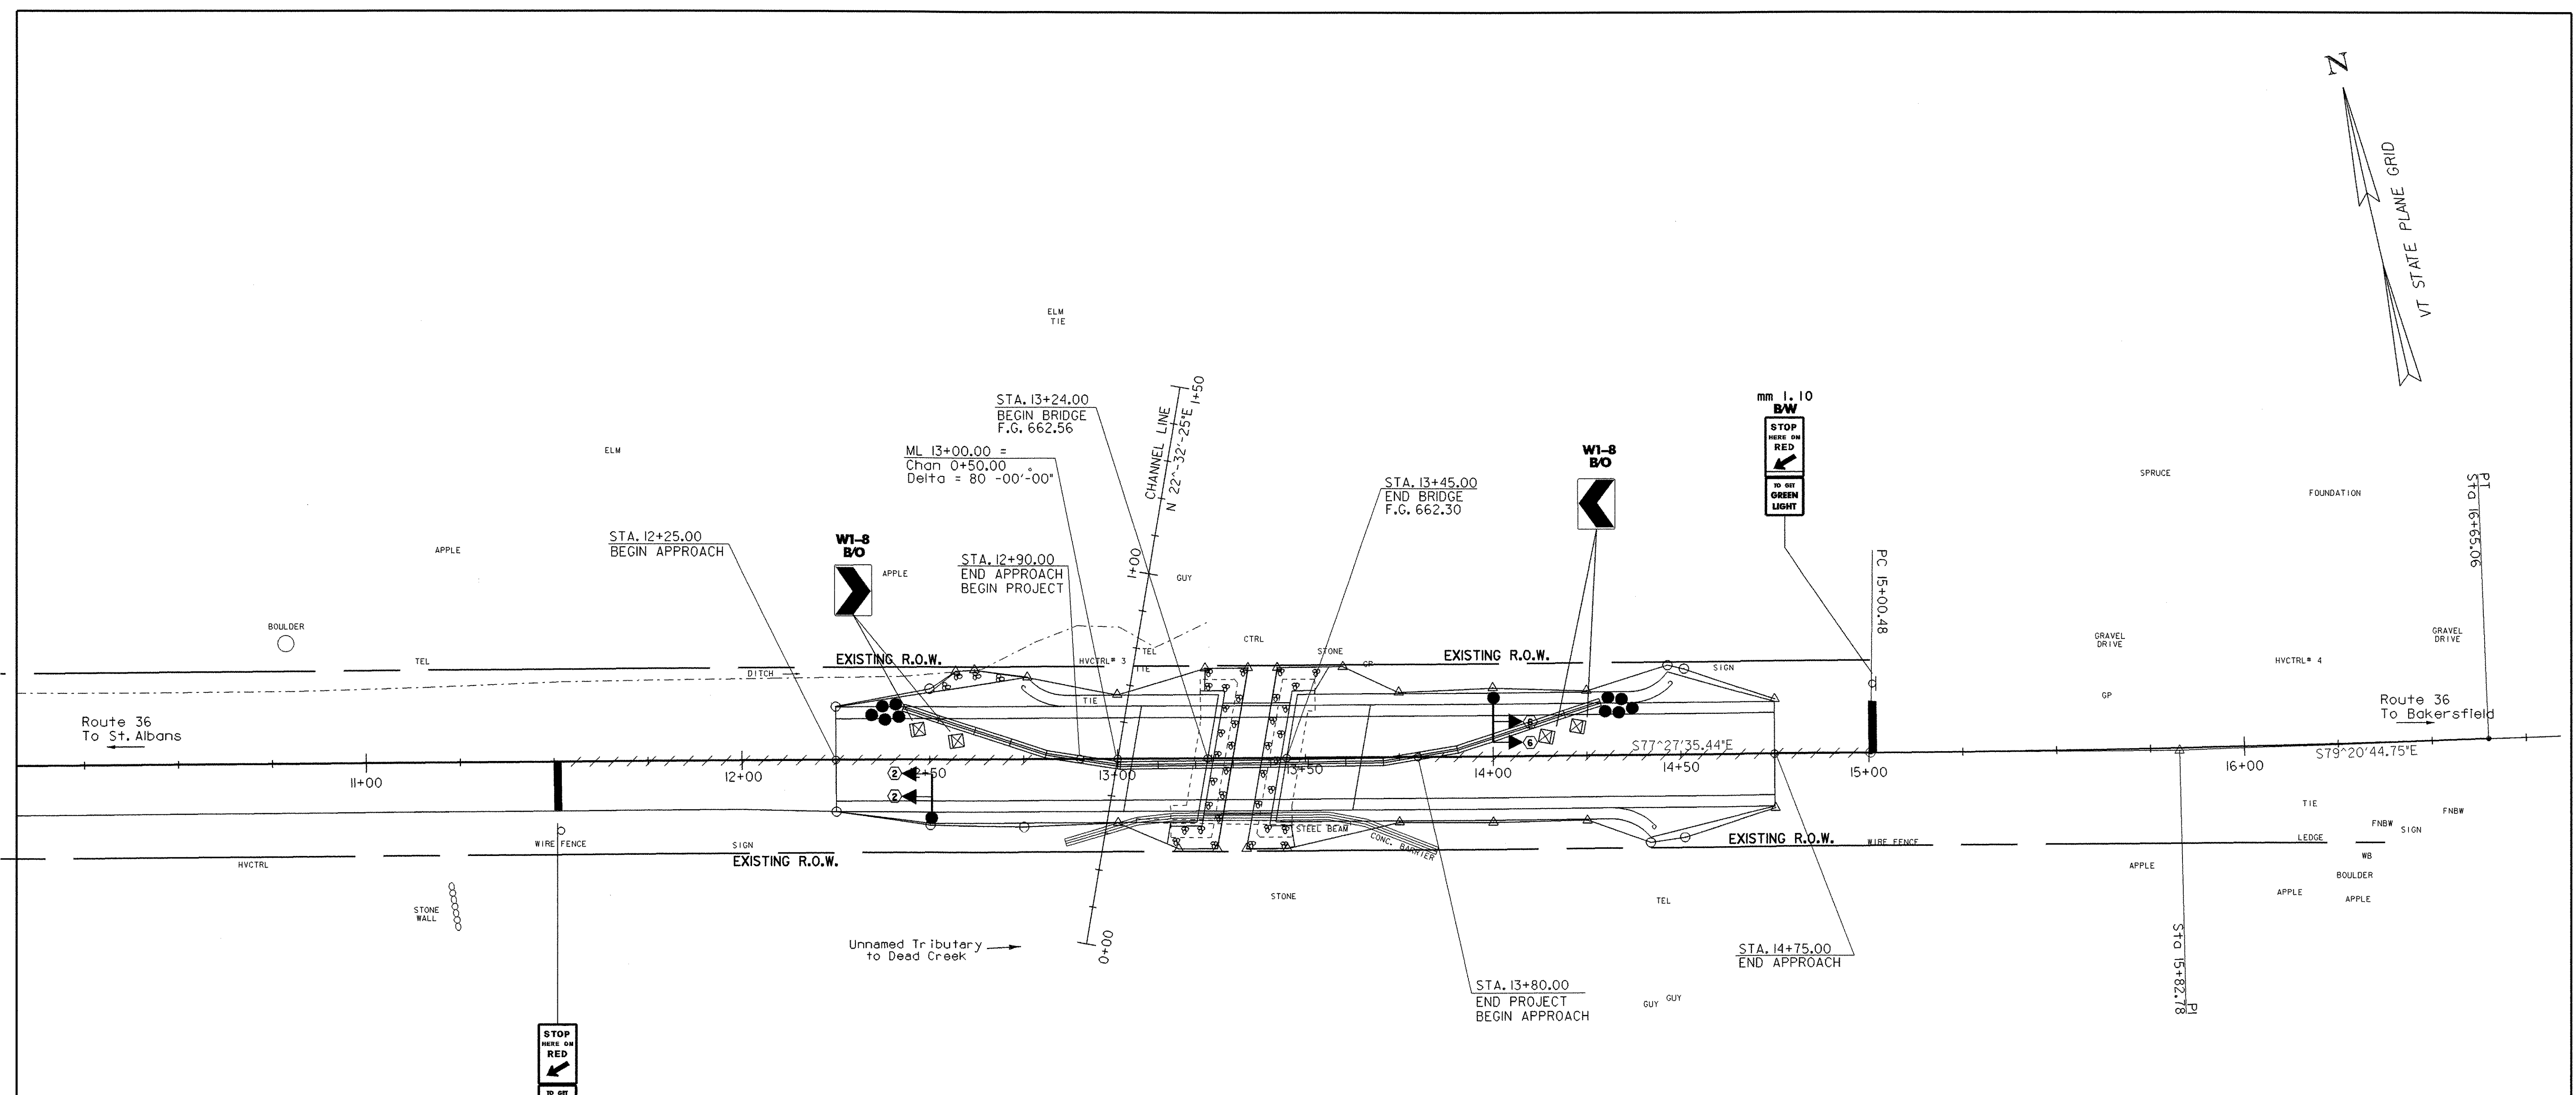 N
VT STATE PLANE GRID
ELM
TIE
STA. 13+24.00
BEGIN BRIDGE
F.G. 662.56
CHANNEL LINE
N 22^-32'-25"E
1+50
mm 1.10
B/W
STOP
HERE ON
RED
TO GET
GREEN
LIGHT
ELM
ML 13+00.00 =
Chan 0+50.00
Delta = 80°-00'-00"
W1-8
B/O
SPRUCE
FOUNDATION
PT
Sta 16+65.06
STA. 13+45.00
END BRIDGE
F.G. 662.30
STA. 12+25.00
BEGIN APPROACH
APPLE
W1-8
B/O
APPLE
STA. 12+90.00
END APPROACH
BEGIN PROJECT
1+00
GUY
PC 15+00.48
BOULDER
TEL
EXISTING R.O.W.
HVCTRL# 3
TEL
TIE
CTRL
STONE
GP
EXISTING R.O.W.
SIGN
GRAVEL
DRIVE
GRAVEL
DRIVE
HVCTRL# 4
DITCH
TIE
GP
Route 36
To St. Albans
Route 36
To Bakersfield
6
6
S77^27'35.44"E
S79^20'44.75"E
11+00
12+00
2
12+50
13+00
13+50
14+00
14+50
15+00
16+00
2
TIE
FNBW
FNBW
SIGN
STEEL BEAM
CONC. BARRIER
WIRE FENCE
SIGN
EXISTING R.O.W.
EXISTING R.O.W.
WIRE FENCE
LEDGE
HVCTRL
WB
BOULDER
APPLE
APPLE
APPLE
STONE
WALL
STONE
TEL
Unnamed Tributary
to Dead Creek
0+00
STA. 14+75.00
END APPROACH
PI
Sta 15+82.78
STA. 13+80.00
END PROJECT
BEGIN APPROACH
GUY
GUY
STOP
HERE ON
RED
TO GET